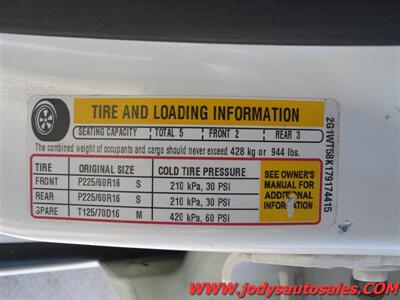 TIRE AND LOADING INFORMATION
SEATING CAPACITY TOTAL 5 FRONT 2 REAR 3
The combined weight of occupants and cargo should never exceed 428 kg or 944 lbs.
TIRE ORIGINAL SIZE COLD TIRE PRESSURE
FRONT P225/60R16 S 210 kPa, 30 PSI
REAR P225/60R16 S 210 kPa, 30 PSI
SPARE T125/70D16 M 420 kPa, 60 PSI
SEE OWNER'S
MANUAL FOR
ADDITIONAL
INFORMATION
2G1WT58K179174415
www.jodysautosales.COM